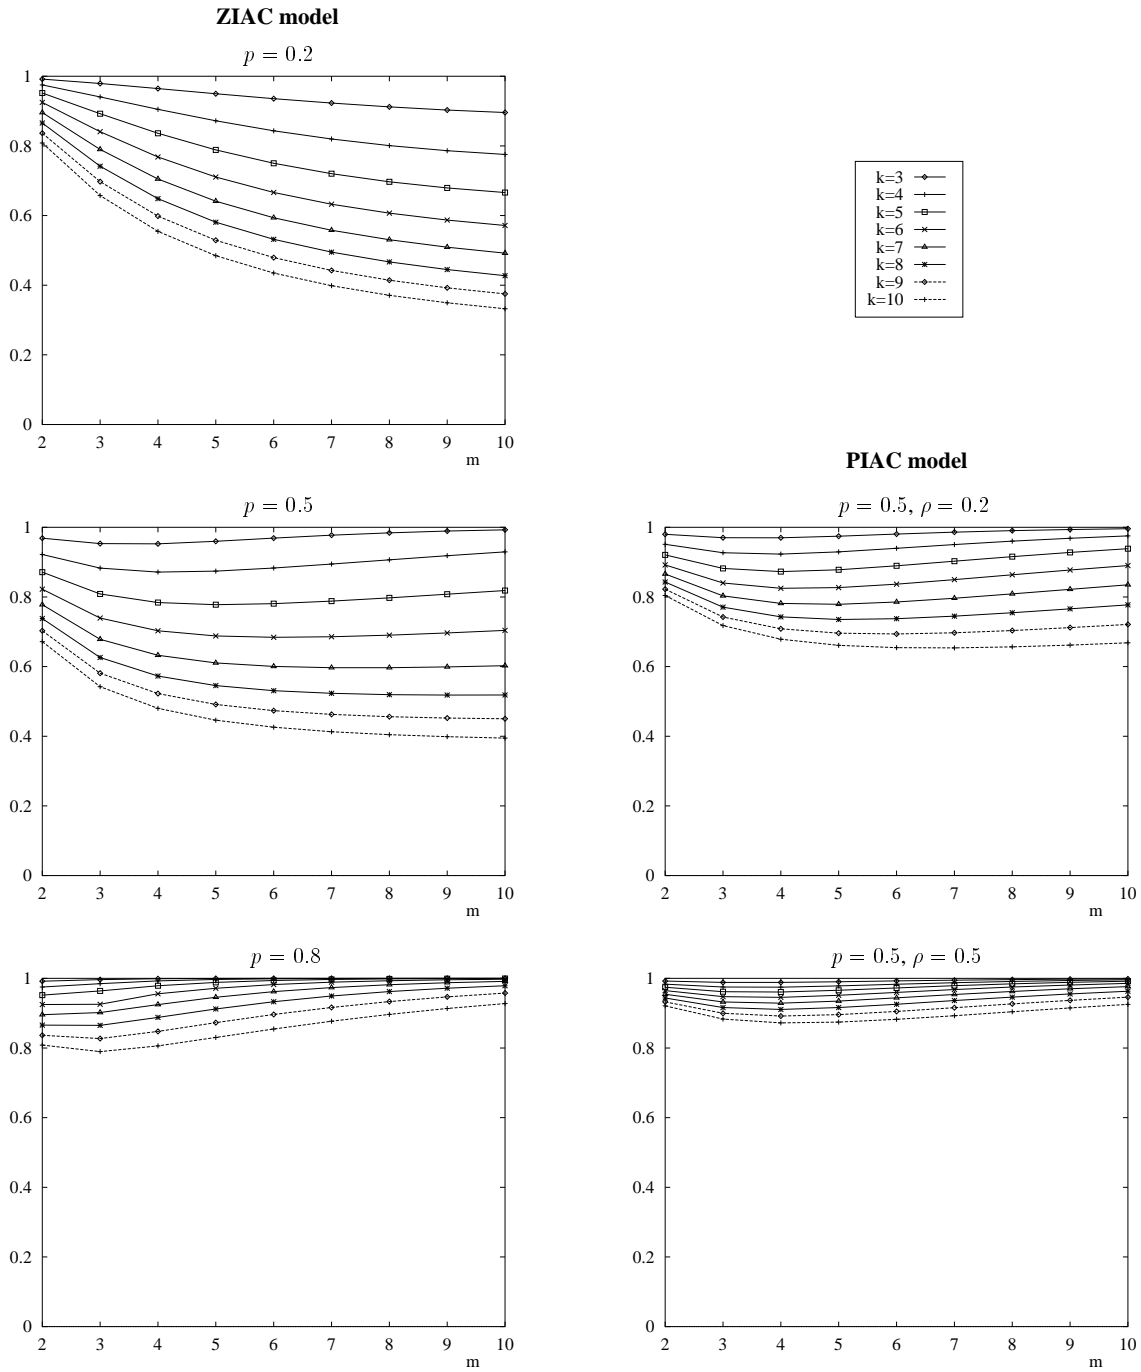 ZIAC model
p = 0.2
1
0.8
0.6
0.4
0.2
0
2 3 4 5 6 7 8 9 10
m
k=3
k=4
k=5
k=6
k=7
k=8
k=9
k=10
PIAC model
p = 0.5
1
0.8
0.6
0.4
0.2
0
2 3 4 5 6 7 8 9 10
m
p = 0.5, ρ = 0.2
1
0.8
0.6
0.4
0.2
0
2 3 4 5 6 7 8 9 10
m
p = 0.8
1
0.8
0.6
0.4
0.2
0
2 3 4 5 6 7 8 9 10
m
p = 0.5, ρ = 0.5
1
0.8
0.6
0.4
0.2
0
2 3 4 5 6 7 8 9 10
m